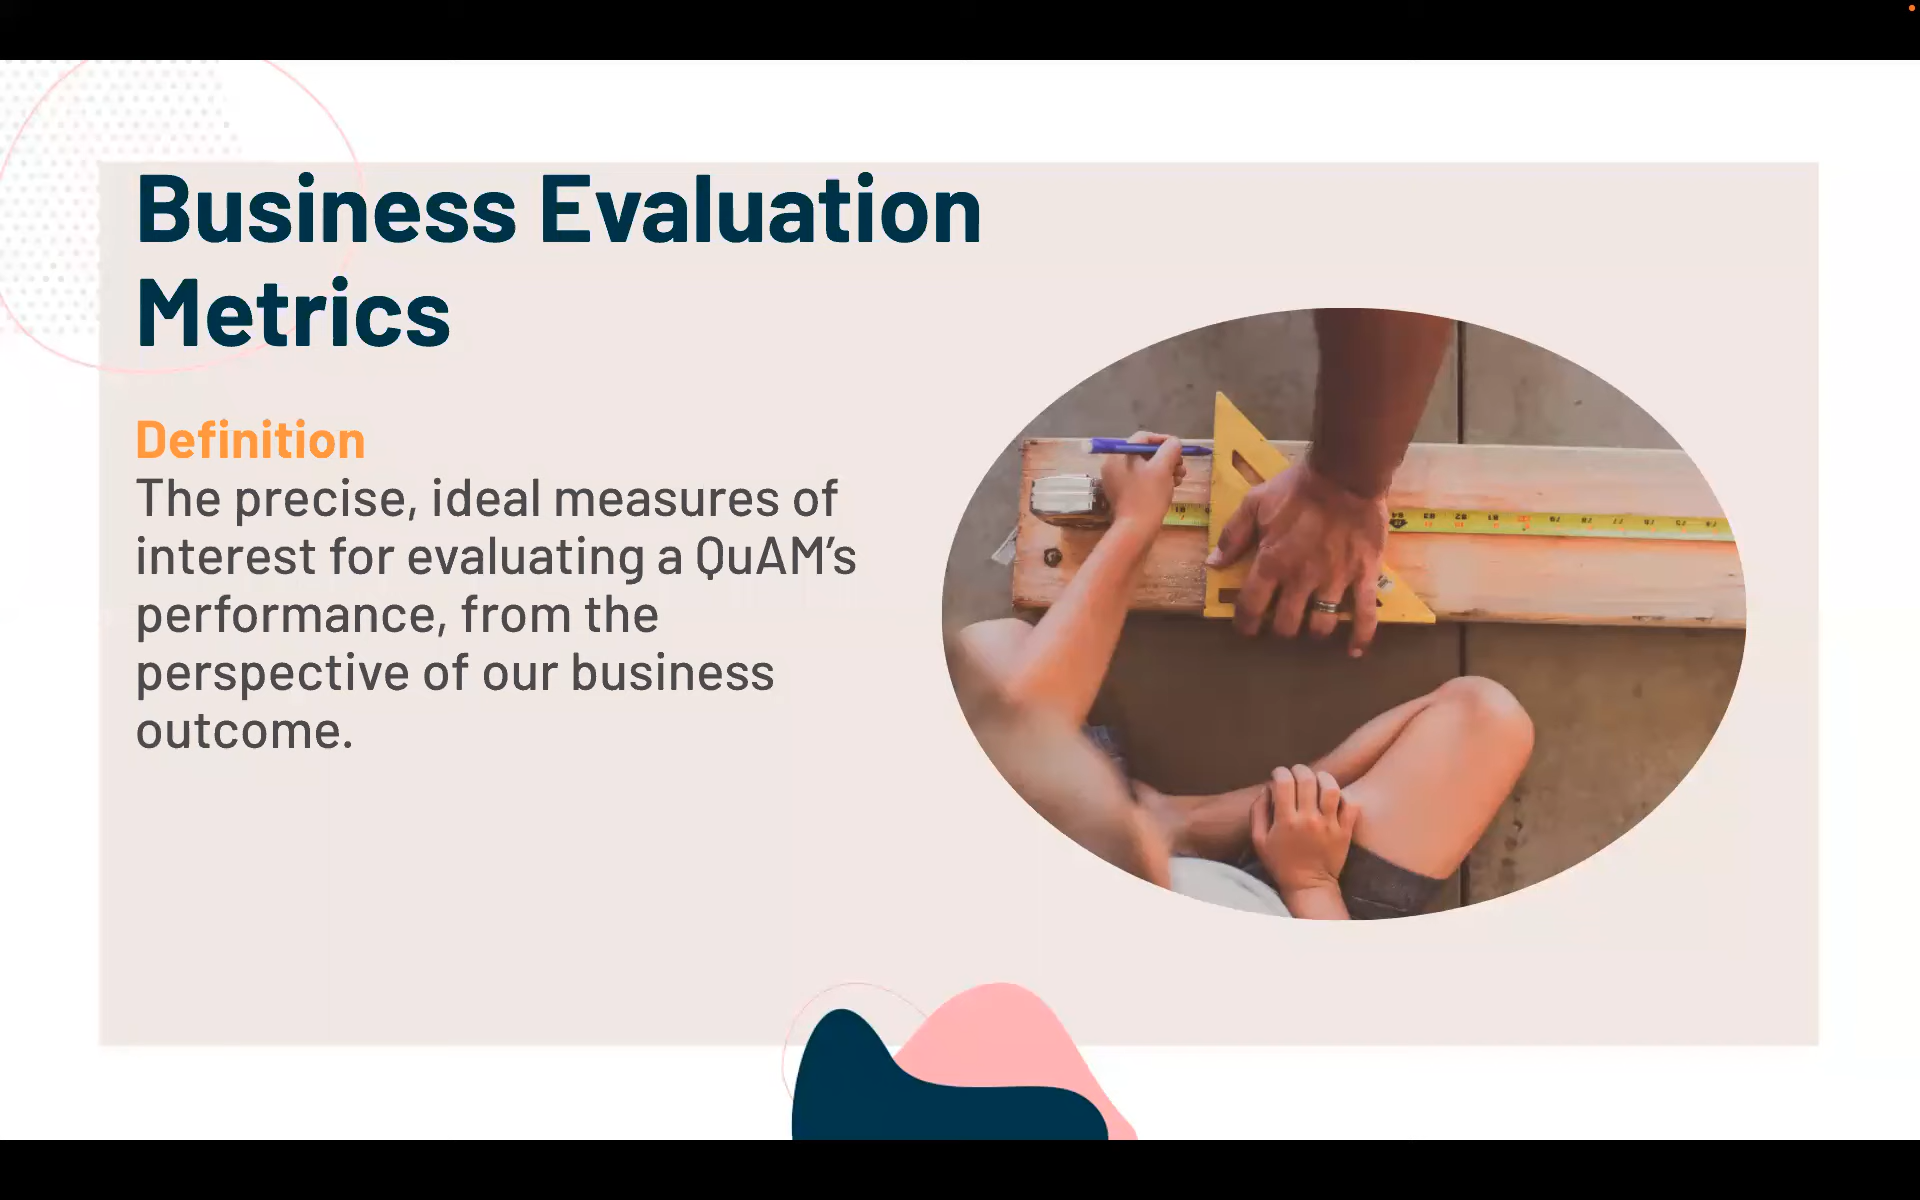 Business Evaluation
Metrics
Definition
The precise, ideal measures of
interest for evaluating a QuAM’s
performance, from the
perspective of our business
outcome.